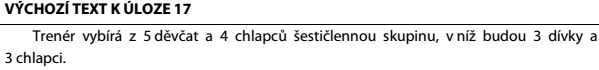 VÝCHOZÍ TEXT K ÚLOZE 17
Trenér vybírá z 5 děvčat a 4 chlapců šestičlennou skupinu, v níž budou 3 dívky a
3 chlapci.